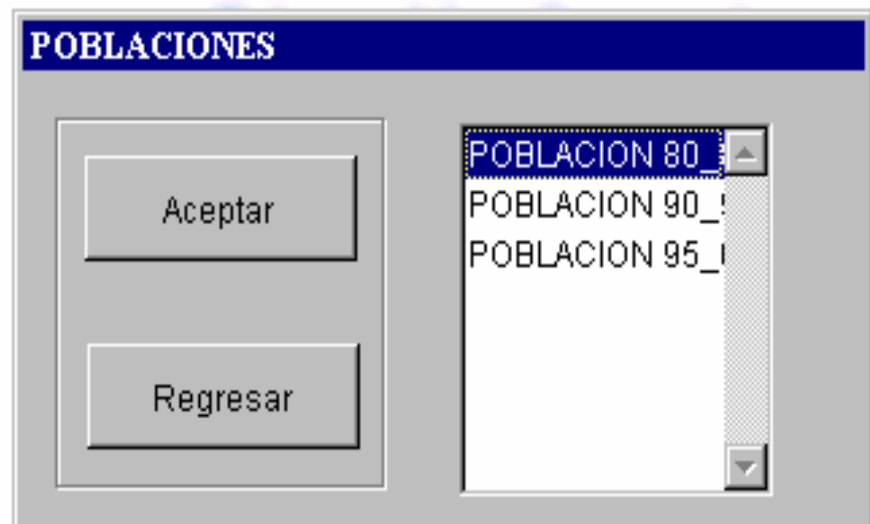 POBLACIONES
Aceptar
Regresar
POBLACION 80_
POBLACION 90_
POBLACION 95_